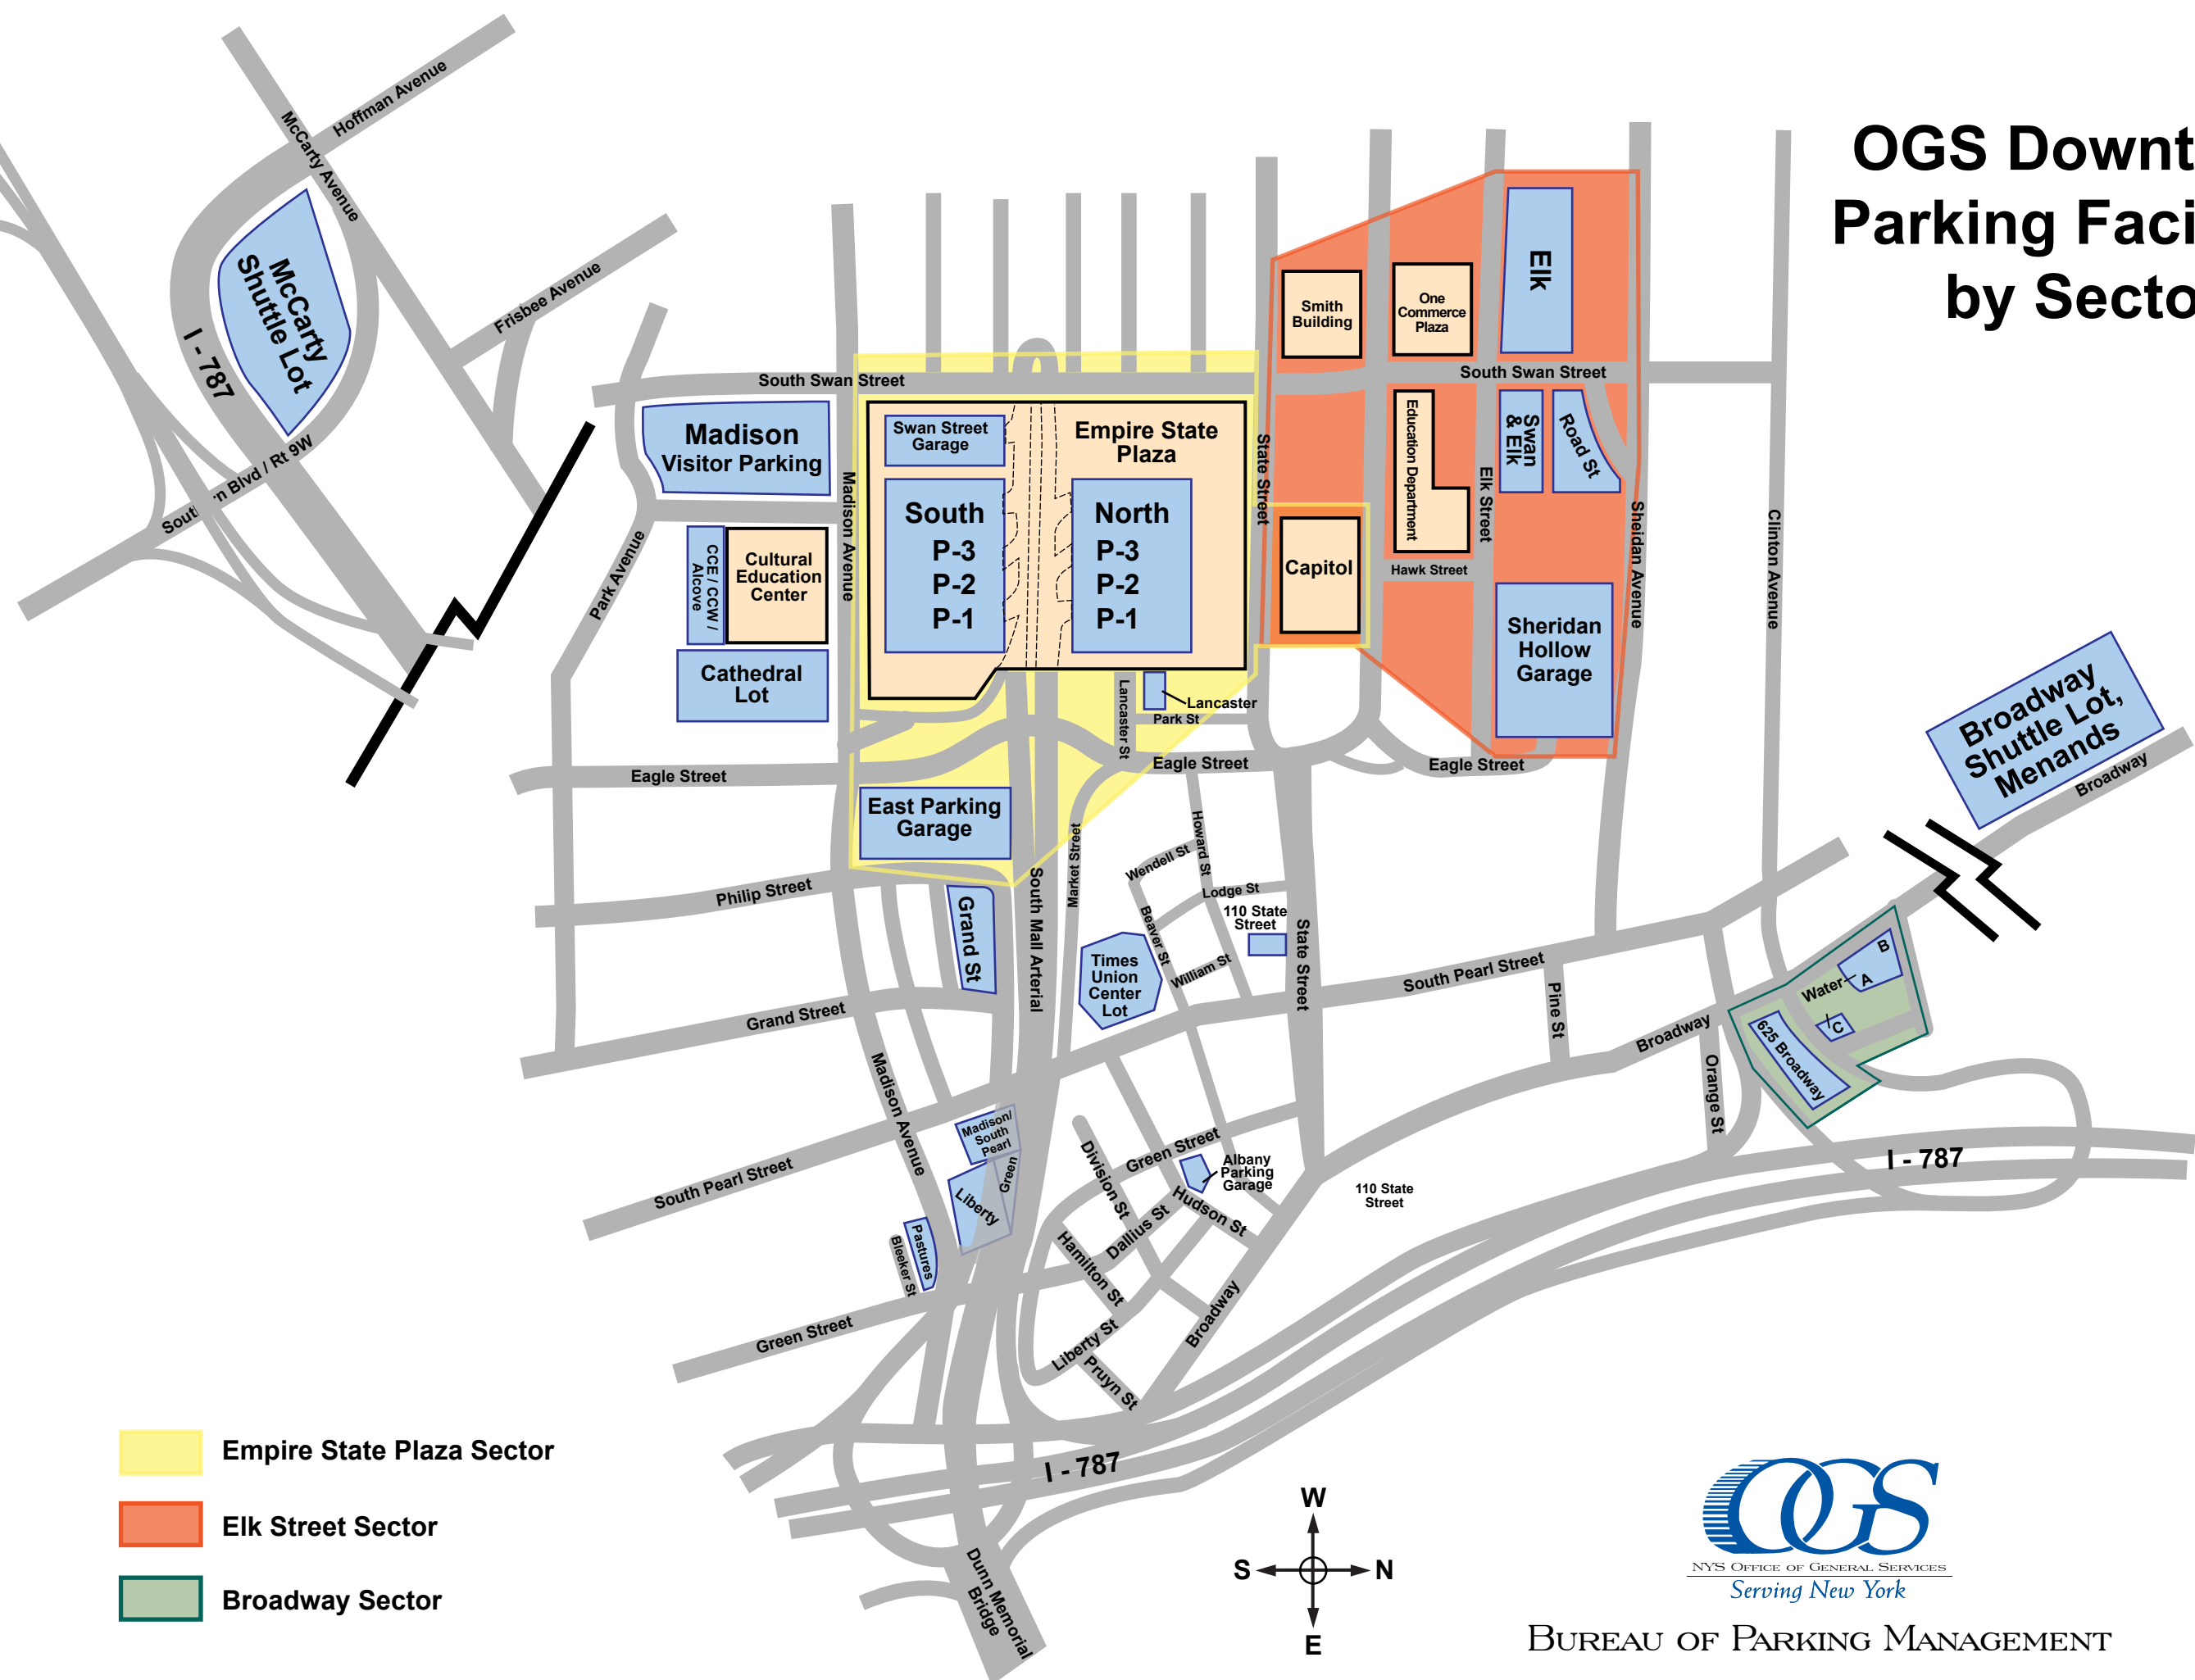 OGS Downt
Parking Faci
by Secto
Hoffman Avenue
McCarty Avenue
McCarty
Shuttle Lot
I - 787
Frisbee Avenue
Sout
rn Blvd / Rt 9W
South Swan Street
Madison
Visitor Parking
Madison Avenue
Park Avenue
CCE / CCW /
Alcove
Cultural
Education
Center
Cathedral
Lot
Swan Street
Garage
Empire State
Plaza
South
P-3
P-2
P-1
North
P-3
P-2
P-1
Lancaster St
Lancaster
Park St
State Street
Smith
Building
One
Commerce
Plaza
Elk
South Swan Street
Education Department
Swan
& Elk
Road St
Elk Street
Capitol
Hawk Street
Sheridan
Hollow
Garage
Sheidan Avenue
Clinton Avenue
Broadway
Shuttle Lot,
Menands
Broadway
Eagle Street
Eagle Street
Eagle Street
East Parking
Garage
Philip Street
Grand St
South Mall Arterial
Market Street
Howard St
Wendell St
Lodge St
Beaver St
William St
110 State
Street
State Street
Times
Union
Center
Lot
South Pearl Street
Pine St
Broadway
Orange St
Water
A
B
C
625 Broadway
Grand Street
Madison Avenue
Madison/
South
Pearl
Green
Liberty
South Pearl Street
Pastures
Bleeker St
Green Street
Division St
Green Street
Albany
Parking
Garage
Hudson St
Dallius St
Hamilton St
Liberty St
Pruyn St
Broadway
110 State
Street
I - 787
I - 787
Dunn Memorial
Bridge
Empire State Plaza Sector
Elk Street Sector
Broadway Sector
W
S
N
E
OGS
NYS Office of General Services
Serving New York
Bureau of Parking Management